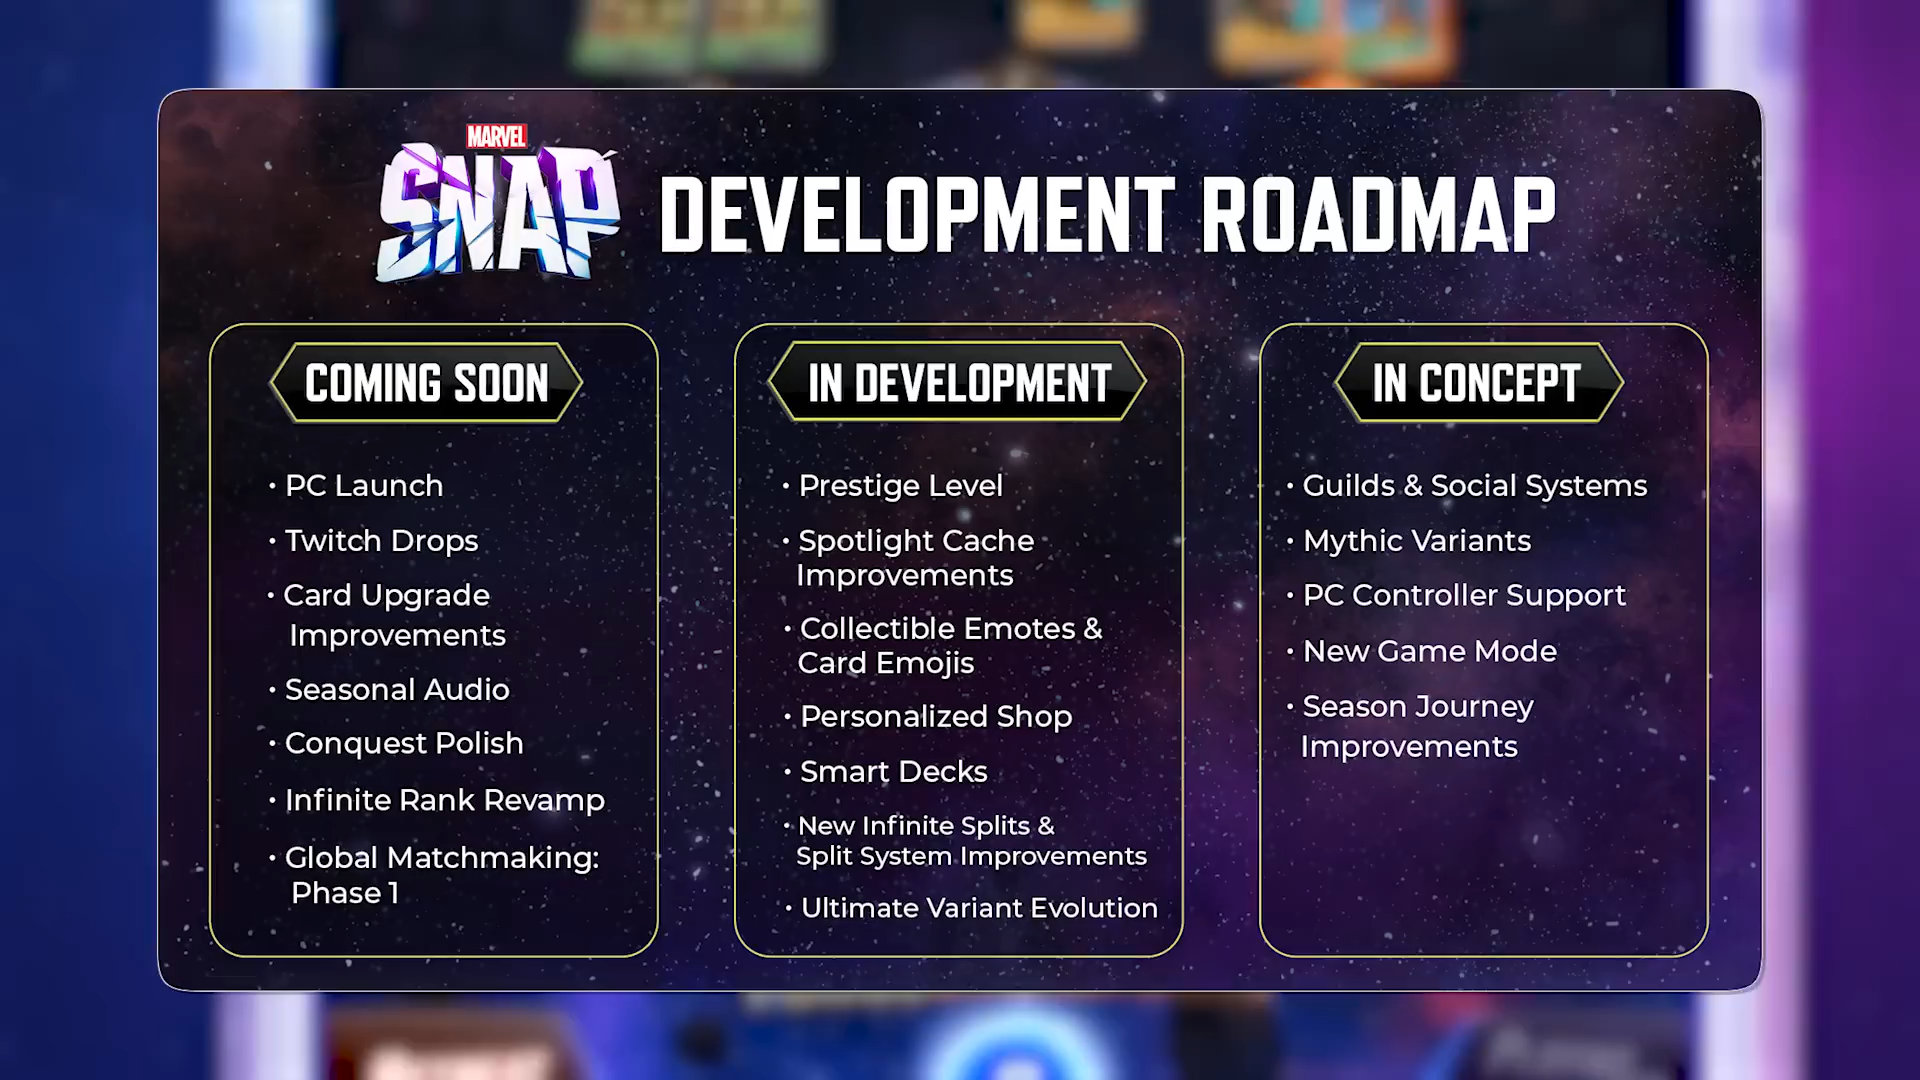 MARVEL
SNAP
DEVELOPMENT ROADMAP
COMING SOON
· PC Launch
· Twitch Drops
· Card Upgrade
Improvements
· Seasonal Audio
· Conquest Polish
· Infinite Rank Revamp
· Global Matchmaking:
Phase 1
IN DEVELOPMENT
· Prestige Level
· Spotlight Cache
Improvements
· Collectible Emotes &
Card Emojis
· Personalized Shop
· Smart Decks
· New Infinite Splits &
Split System Improvements
· Ultimate Variant Evolution
IN CONCEPT
· Guilds & Social Systems
· Mythic Variants
· PC Controller Support
· New Game Mode
· Season Journey
Improvements